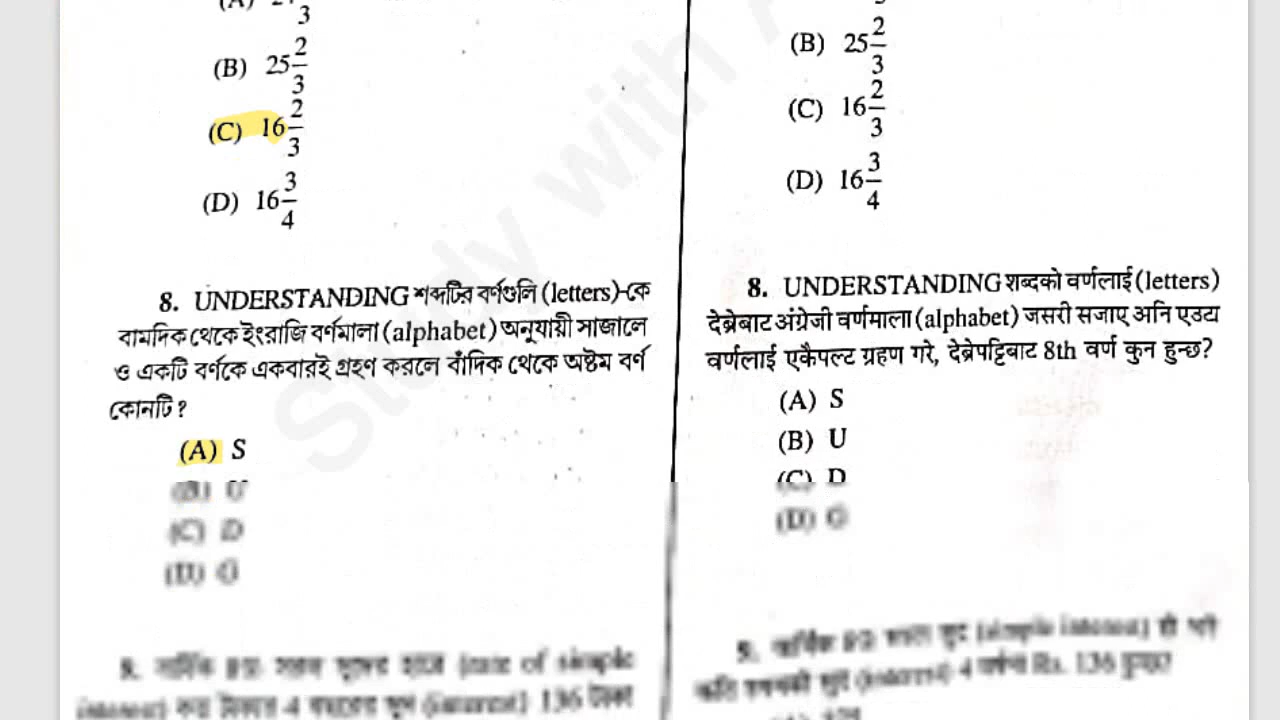 (B) 25 2/3
(C) 16 2/3
(D) 16 3/4
8. UNDERSTANDING শব্দটির বর্ণগুলি (letters)-কে
বামদিক থেকে ইংরাজি বর্ণমালা (alphabet) অনুযায়ী সাজালে
ও একটি বর্ণকে একবারই গ্রহণ করলে বাঁদিক থেকে অষ্টম বর্ণ
কোনটি?
(A) S
(B) U
(C) D
(D) G
(B) 25 2/3
(C) 16 2/3
(D) 16 3/4
8. UNDERSTANDING शब्दको वर्णलाई (letters)
देब्रेबाट अंग्रेजी वर्णमाला (alphabet) जसरी सजाए अनि एउटा
वर्णलाई एकैपल्ट ग्रहण गरे, देब्रेपट्टिबाट 8th वर्ण कुन हुन्छ?
(A) S
(B) U
(C) D
(D) G
Study with